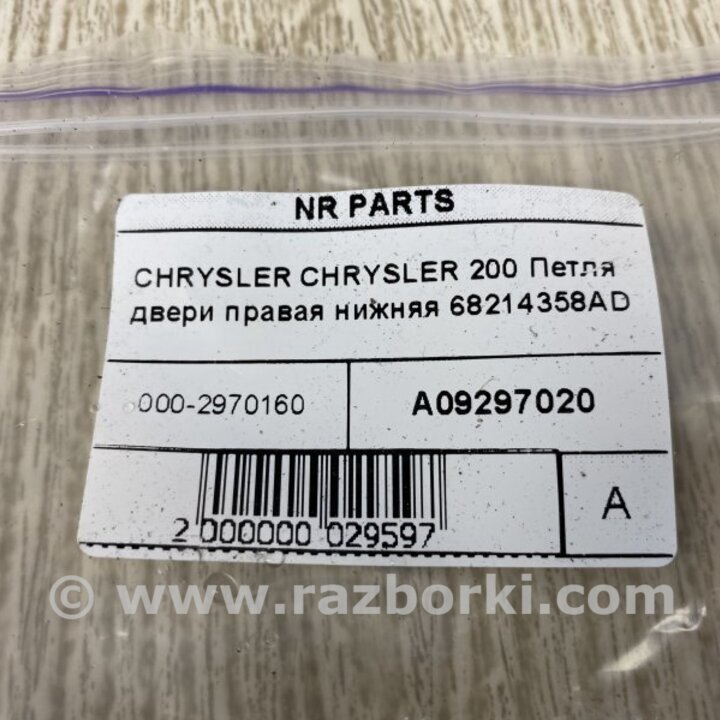 NR PARTS
CHRYSLER CHRYSLER 200 Петля
двери правая нижняя 68214358AD
000-2970160
A09297020
2 000000 029597
A
© www.razborki.com